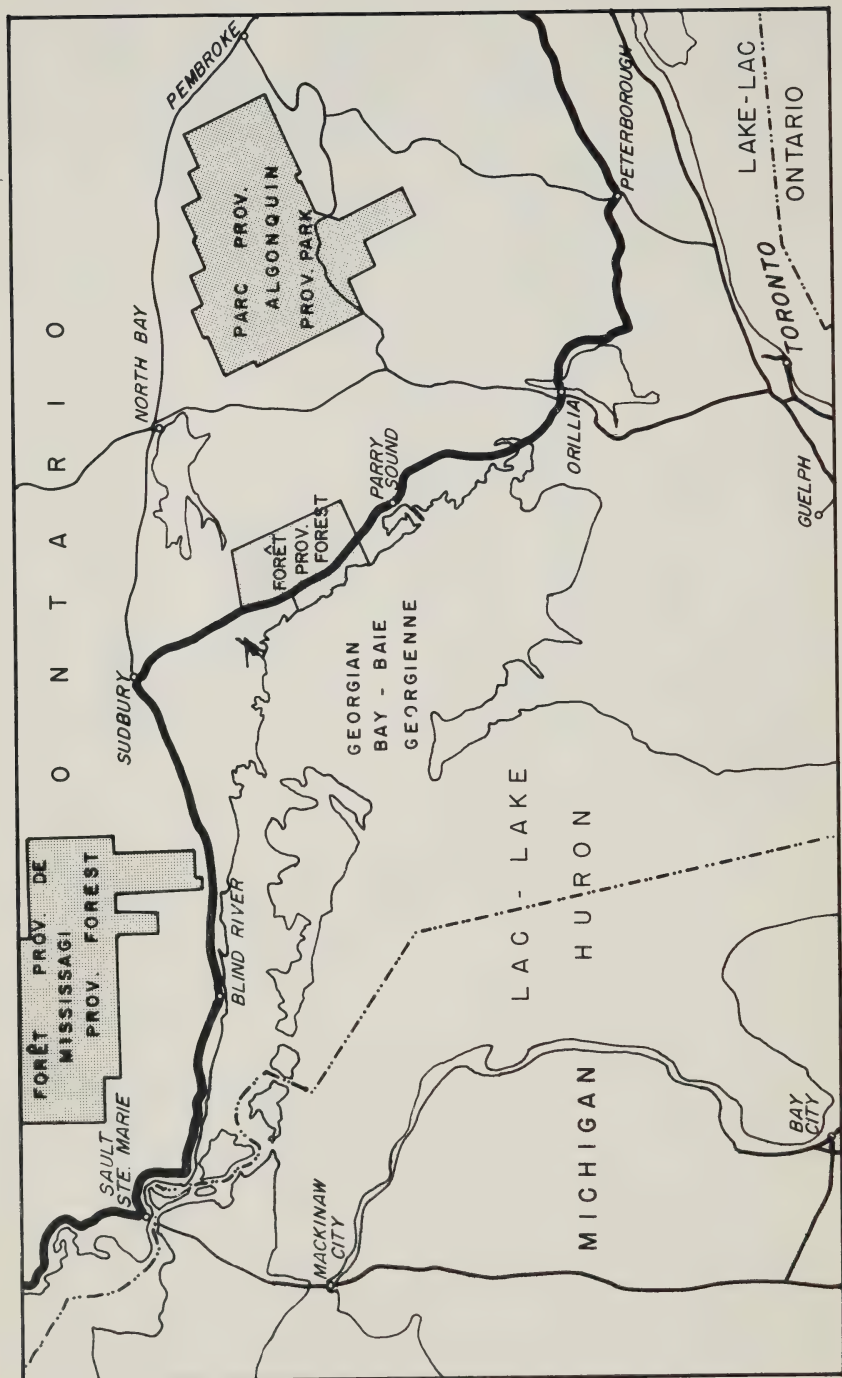 ONTARIO
FORÊT PROV. DE
MISSISSAGI
PROV. FOREST
SAULT
STE. MARIE
BLIND RIVER
SUDBURY
NORTH BAY
PEMBROKE
PARC PROV.
ALGONQUIN
PROV. PARK
FORÊT
PROV.
FOREST
PARRY
SOUND
GEORGIAN
BAY - BAIE
GEORGIENNE
ORILLIA
PETERBOROUGH
LAKE-LAC
ONTARIO
TORONTO
GUELPH
LAC - LAKE
HURON
MACKINAW
CITY
MICHIGAN
BAY
CITY